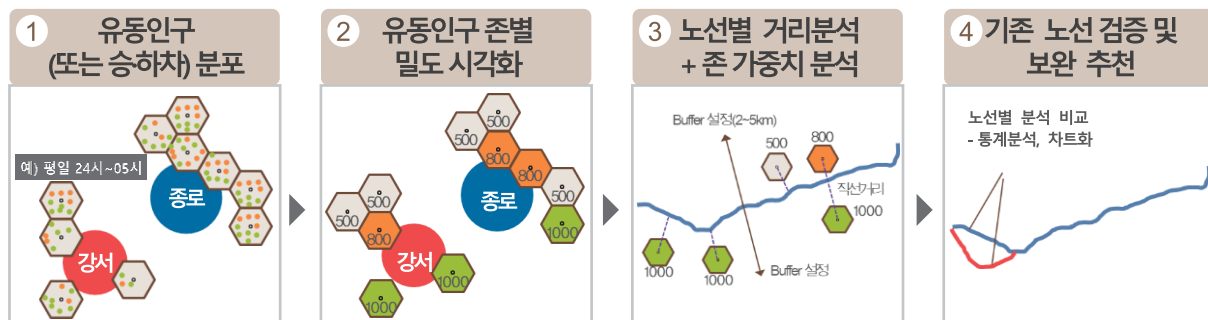 1 유동인구
(또는 승·하차) 분포
예) 평일 24시~05시
종로
강서
2 유동인구 존별
밀도 시각화
500
500
800
800
500
1000
종로
500
500
800
강서
1000
1000
3 노선별 거리분석
+ 존 가중치 분석
Buffer 설정(2~5km)
500
800
직선거리
1000
1000
1000
Buffer 설정
4 기존 노선 검증 및
보완 추천
노선별 분석 비교
- 통계분석, 차트화